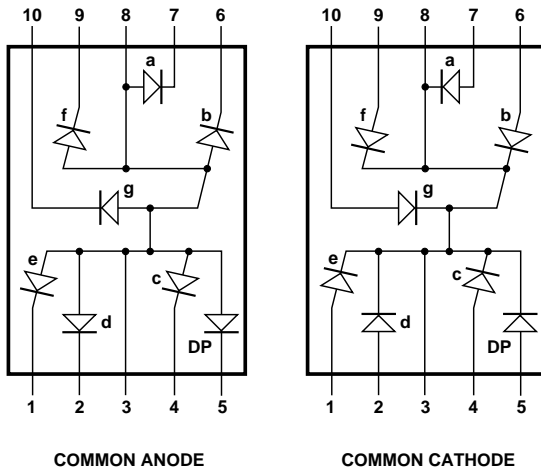 10 9 8 7 6 10 9 8 7 6
a a
f b f b
g g
e c e c
d DP d DP
1 2 3 4 5 1 2 3 4 5
COMMON ANODE COMMON CATHODE